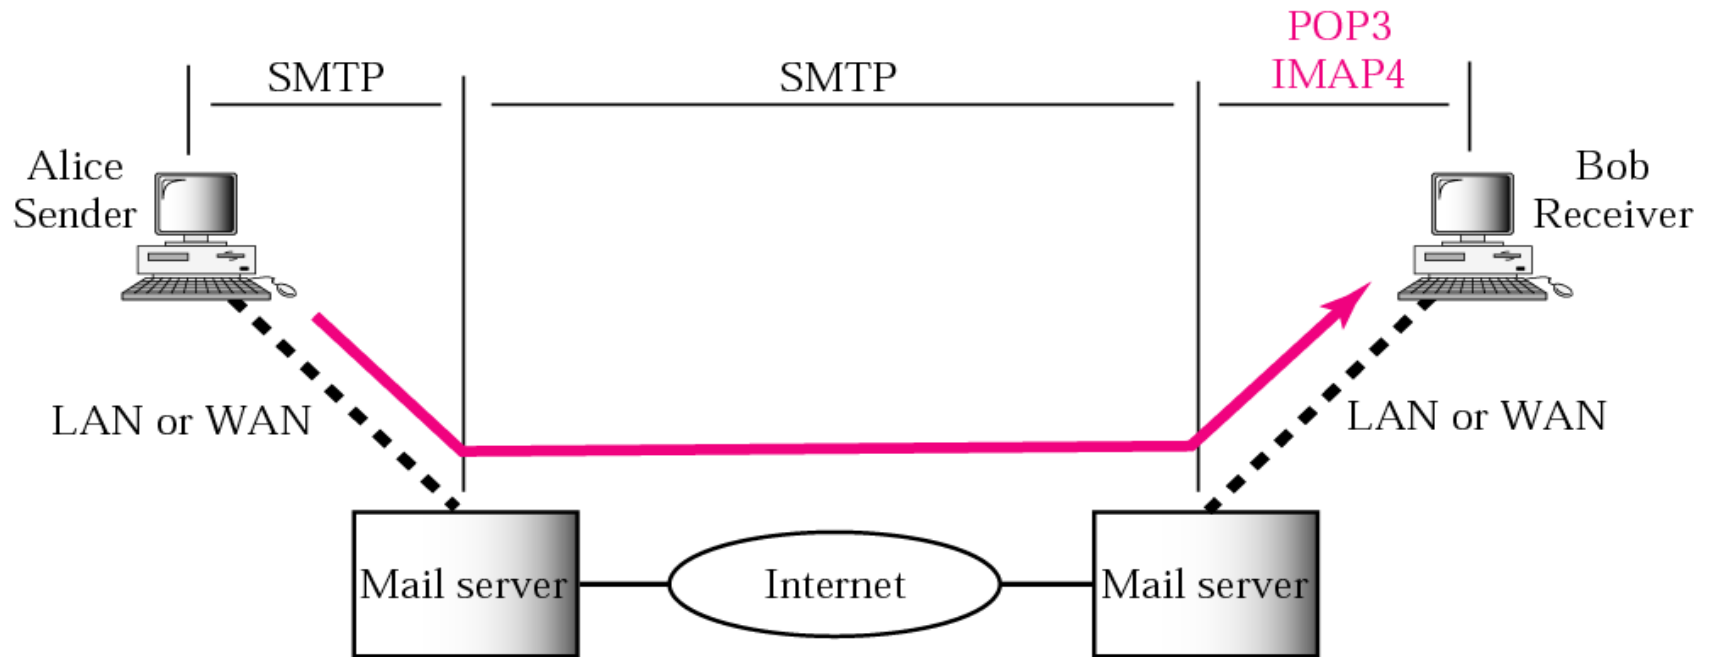 POP3
SMTP
SMTP
IMAP4
Alice
Sender
Bob
Receiver
LAN or WAN
LAN or WAN
Mail server
Internet
Mail server